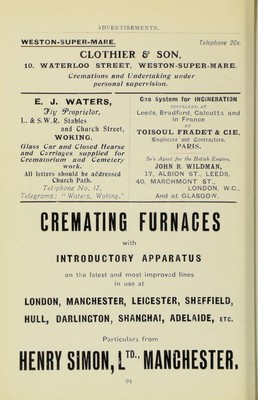 ADVERTISEMENTS.
WESTON-SUPER-MARE. Telephone 20x.
CLOTHIER & SON,
10, WATERLOO STREET, WESTON-SUPER-MARE.
Cremations and Undertaking under
personal supervision.
E. J. WATERS,
Fly Proprietor,
L. & S.W.R. Stables
and Church Street,
WOKING.
Glass Car and Closed Hearse
and Carriages supplied for
Crematorium and Cemetery
work.
All letters should be addressed
Church Path.
Telephone No. 17.
Telegrams: "Waters, Woking."
Gas System for INCINERATION
INSTALLED AT
Leeds, Bradford, Calcutta and
in France
BY
TOISOUL FRADET & CIE,
Engineers and Contractors,
PARIS.
Agent for the British Empire,
JOHN R. WILDMAN,
17, ALBION ST., LEEDS,
40, MARCHMONT ST.,
LONDON, W.C.,
And at GLASGOW.
CREMATING FURNACES
with
INTRODUCTORY APPARATUS
on the latest and most improved lines
in use at
LONDON, MANCHESTER, LEICESTER, SHEFFIELD,
HULL, DARLINGTON, SHANGHAI, ADELAIDE, ETC.
Particulars from
HENRY SIMON, LTD., MANCHESTER.
94